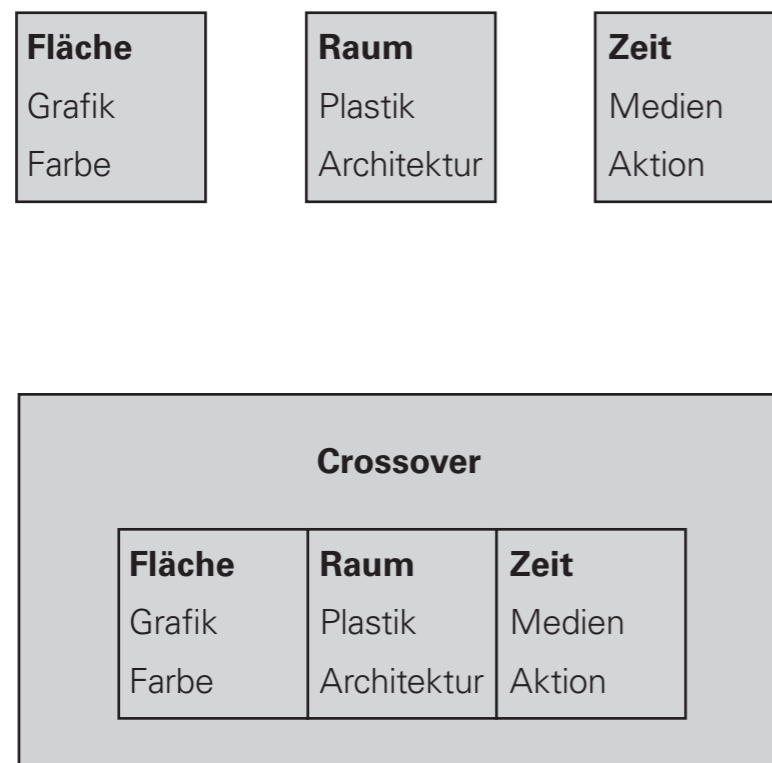 Fläche
Grafik
Farbe
Raum
Plastik
Architektur
Zeit
Medien
Aktion
Crossover
Fläche
Grafik
Farbe
Raum
Plastik
Architektur
Zeit
Medien
Aktion